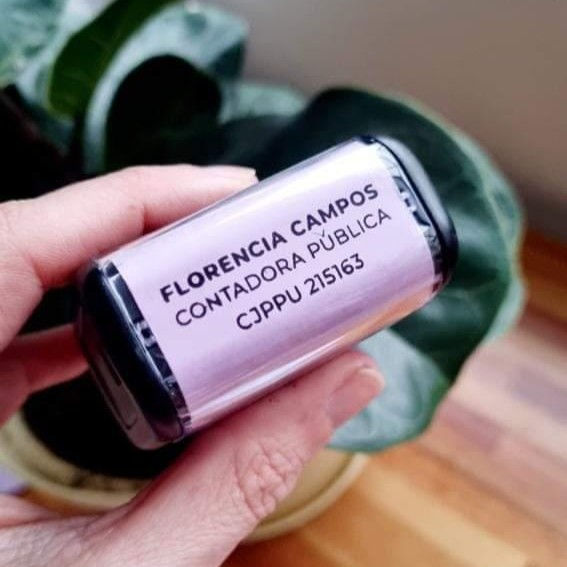 FLORENCIA CAMPOS
CONTADORA PÚBLICA
CJPPU 215163